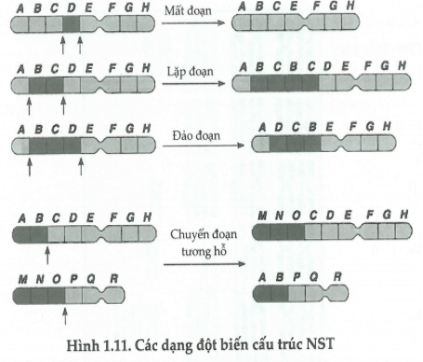 A B C D E F G H
Mất đoạn
A B C E F G H
A B C D E F G H
Lặp đoạn
A B C B C D E F G H
A B C D E F G H
Đảo đoạn
A D C B E F G H
A B C D E F G H
Chuyển đoạn
tương hỗ
M N O C D E F G H
M N O P Q R
A B P Q R
Hình 1.11. Các dạng đột biến cấu trúc NST